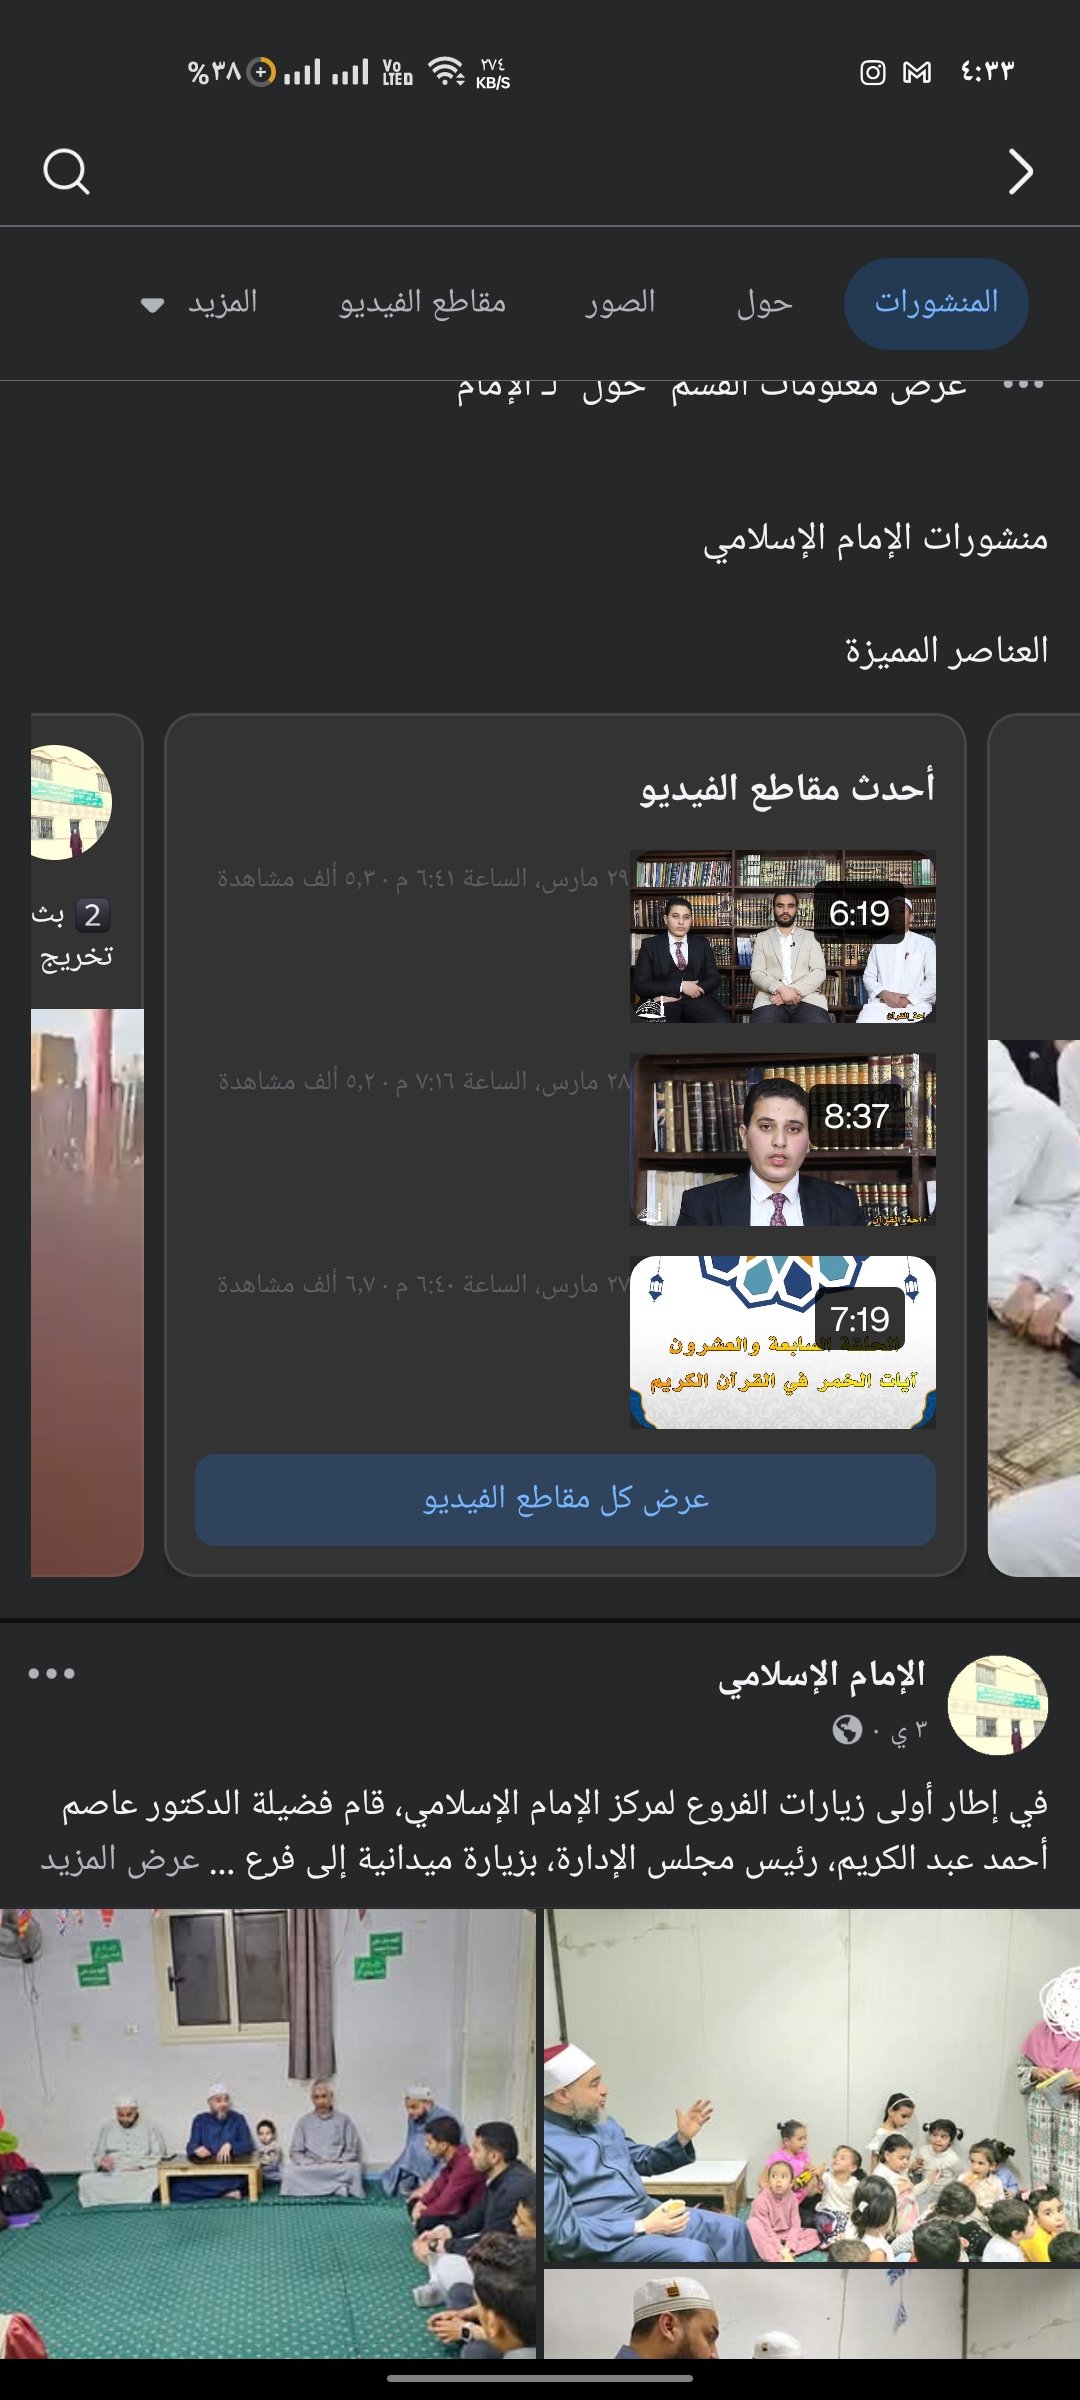 %٣٨
Vo
LTE
٢٧٤
KB/S
٤:٣٣
المنشورات
حول
الصور
مقاطع الفيديو
المزيد
عرض معلومات القسم "حول" لـ الإمام
منشورات الإمام الإسلامي
العناصر المميزة
أحدث مقاطع الفيديو
6:19
٢٩ مارس، الساعة ٦:٤١ م · ٥,٣ ألف مشاهدة
8:37
٢٨ مارس، الساعة ٧:١٦ م · ٥,٢ ألف مشاهدة
7:19
الحلقة السابعة والعشرون
آيات الخمر في القرآن الكريم
٢٧ مارس، الساعة ٦:٤٠ م · ٦,٧ ألف مشاهدة
عرض كل مقاطع الفيديو
2 بث
تخريج
الإمام الإسلامي
٣ ي ·
في إطار أولى زيارات الفروع لمركز الإمام الإسلامي، قام فضيلة الدكتور عاصم
أحمد عبد الكريم، رئيس مجلس الإدارة، بزيارة ميدانية إلى فرع ... عرض المزيد